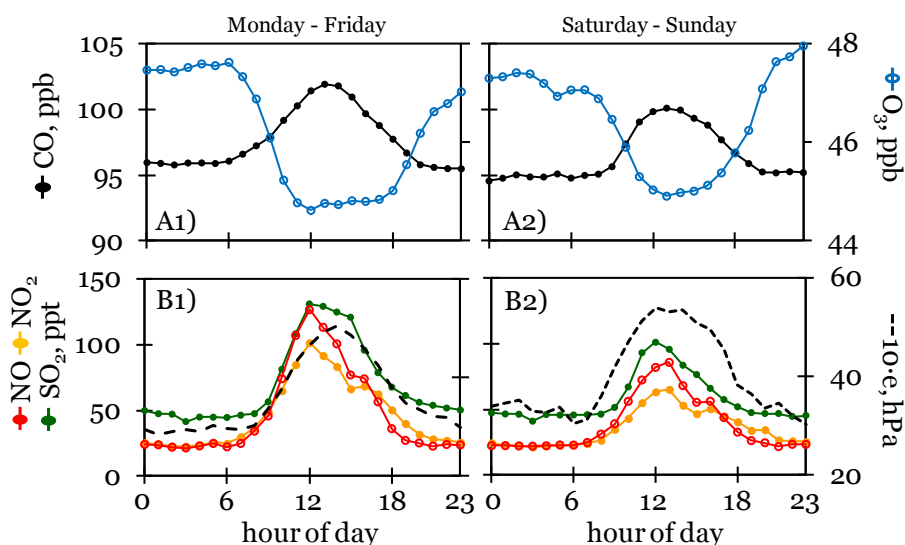 Monday - Friday
Saturday - Sunday
105
100
95
90
CO, ppb
A1)
A2)
48
46
44
O₃, ppb
150
100
50
0
NO NO₂
SO₂, ppt
B1)
B2)
60
40
20
--10·e, hPa
0 6 12 18 23
0 6 12 18 23
hour of day
hour of day